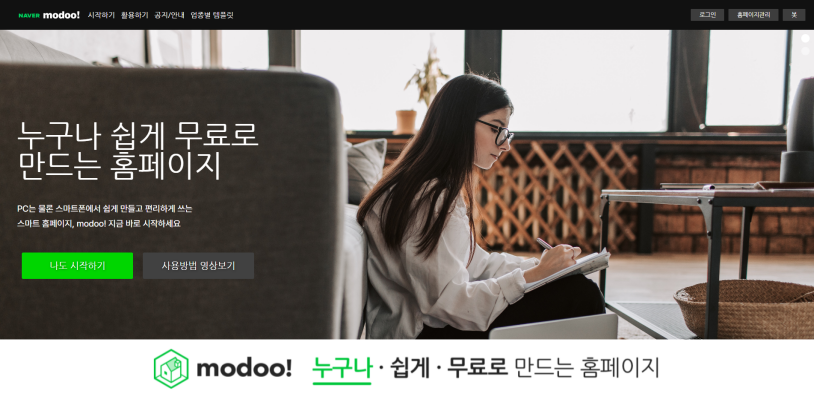 NAVER modoo! 시작하기 활용하기 공지/안내 업종별 템플릿 로그인 홈페이지관리
누구나 쉽게 무료로
만드는 홈페이지
PC는 물론 스마트폰에서 쉽게 만들고 편리하게 쓰는
스마트 홈페이지, modoo! 지금 바로 시작하세요
나도 시작하기 사용방법 영상보기
modoo! 누구나 · 쉽게 · 무료로 만드는 홈페이지